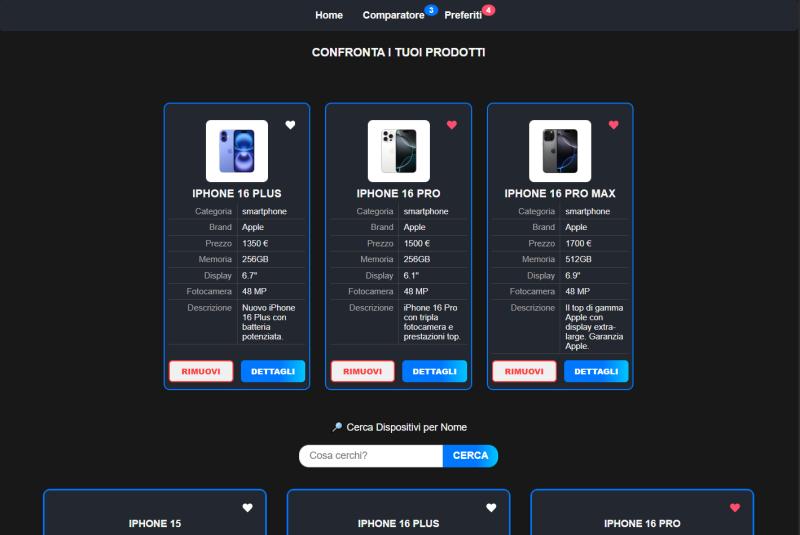 Home Comparatore 3 Preferiti 4
CONFRONTA I TUOI PRODOTTI
IPHONE 16 PLUS
Categoria smartphone
Brand Apple
Prezzo 1350 €
Memoria 256GB
Display 6.7"
Fotocamera 48 MP
Descrizione Nuovo iPhone
16 Plus con
batteria
potenziata.
RIMUOVI DETTAGLI
IPHONE 16 PRO
Categoria smartphone
Brand Apple
Prezzo 1500 €
Memoria 256GB
Display 6.1"
Fotocamera 48 MP
Descrizione iPhone 16 Pro
con tripla
fotocamera e
prestazioni top.
RIMUOVI DETTAGLI
IPHONE 16 PRO MAX
Categoria smartphone
Brand Apple
Prezzo 1700 €
Memoria 512GB
Display 6.9"
Fotocamera 48 MP
Descrizione Il top di gamma
Apple con
display extra-
large. Garanzia
Apple.
RIMUOVI DETTAGLI
🔎 Cerca Dispositivi per Nome
Cosa cerchi? CERCA
IPHONE 15
IPHONE 16 PLUS
IPHONE 16 PRO